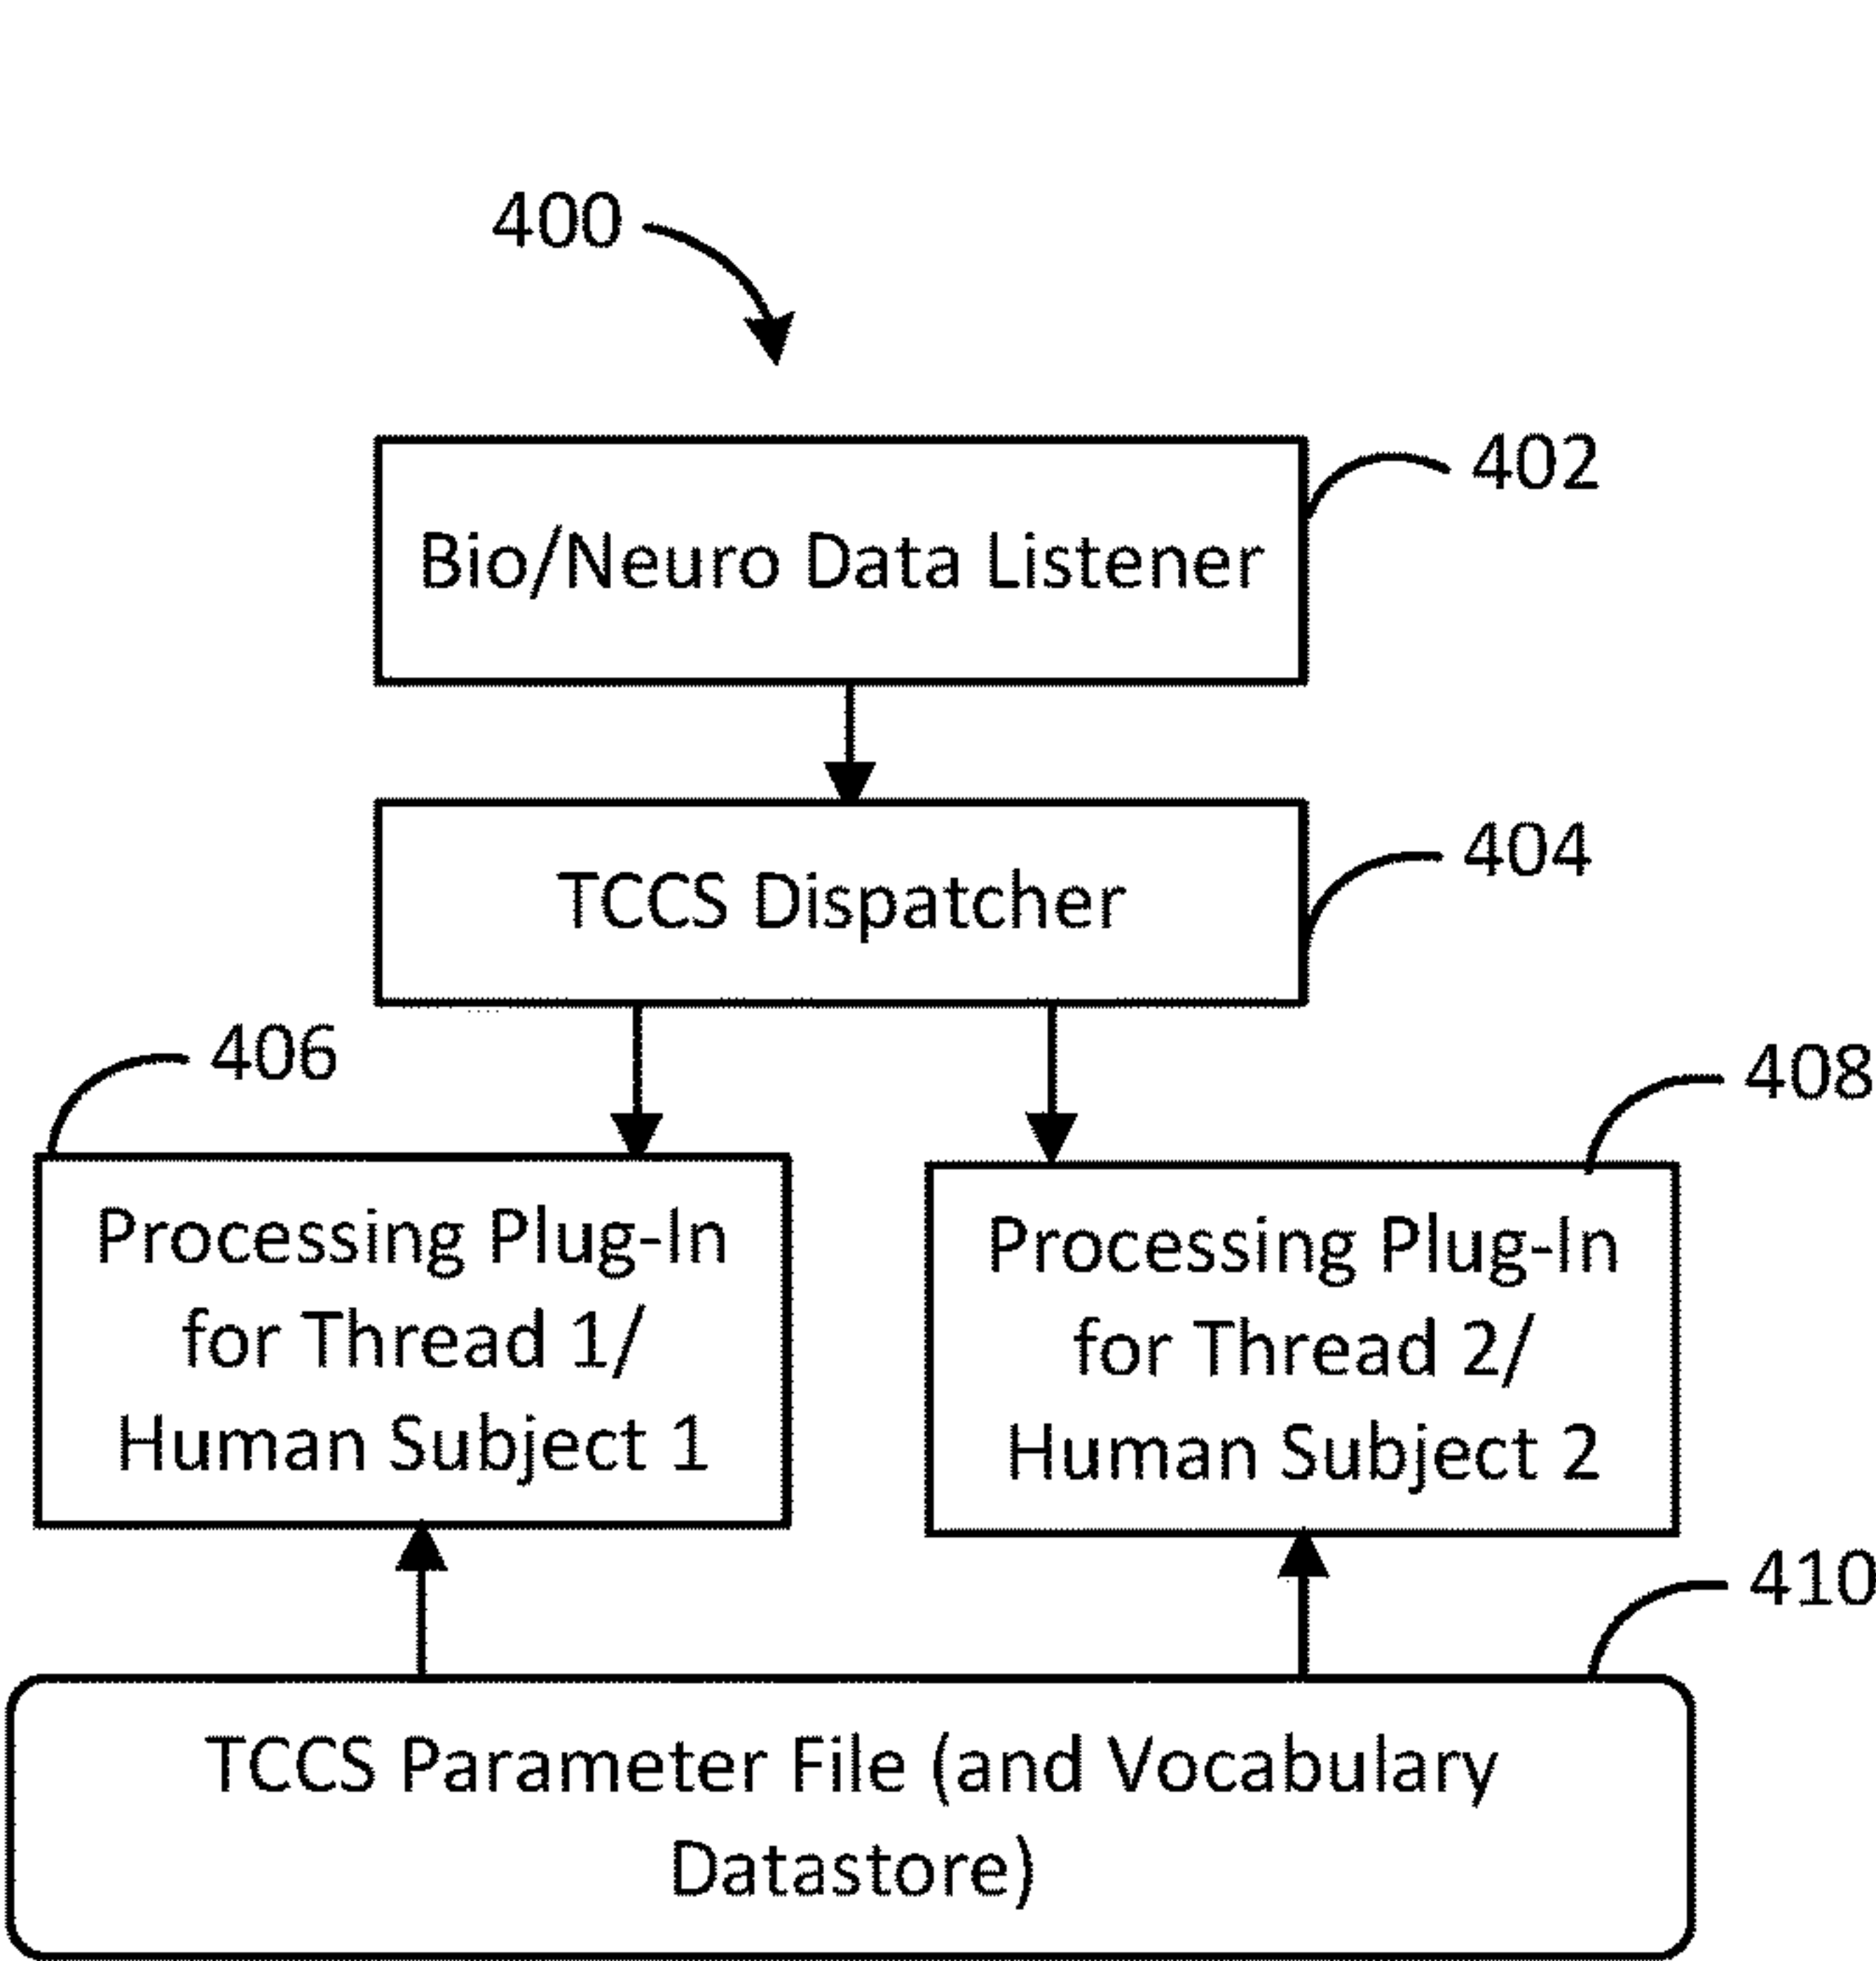 400
402
Bio/Neuro Data Listener
404
TCCS Dispatcher
406
408
Processing Plug-In
for Thread 1/
Human Subject 1
Processing Plug-In
for Thread 2/
Human Subject 2
410
TCCS Parameter File (and Vocabulary
Datastore)